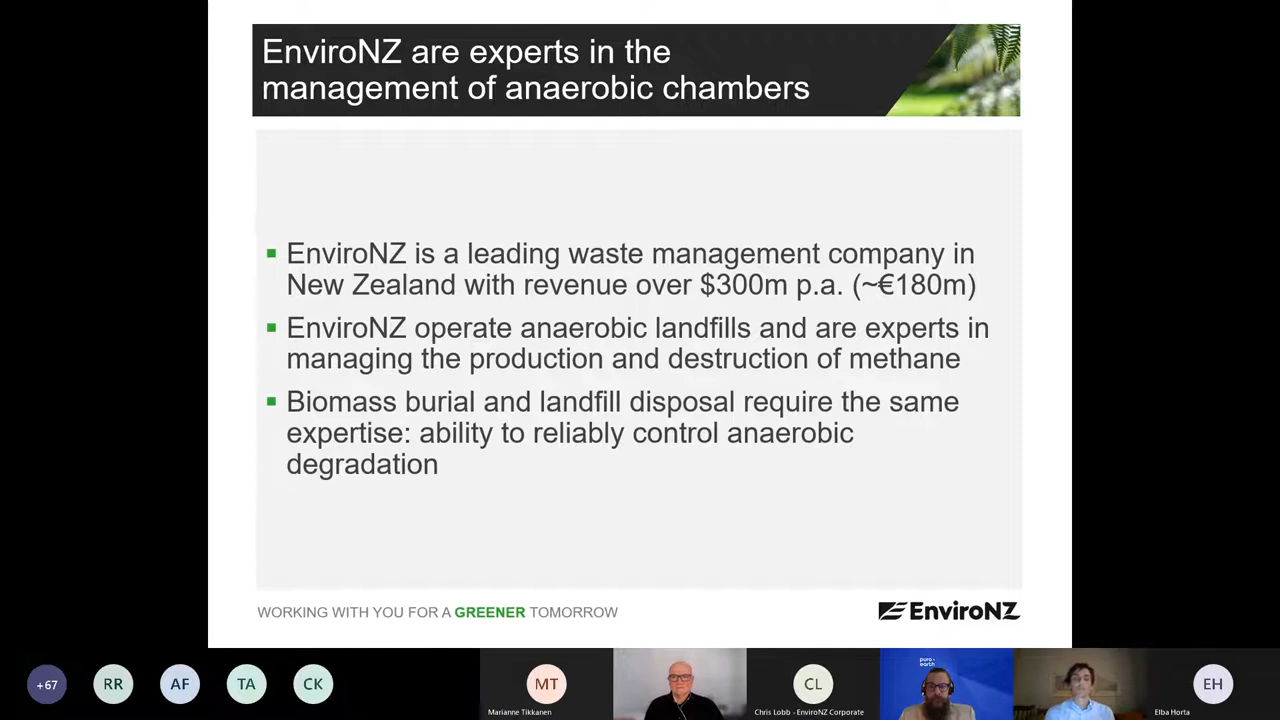 EnviroNZ are experts in the
management of anaerobic chambers
▪ EnviroNZ is a leading waste management company in
New Zealand with revenue over $300m p.a. (~€180m)
▪ EnviroNZ operate anaerobic landfills and are experts in
managing the production and destruction of methane
▪ Biomass burial and landfill disposal require the same
expertise: ability to reliably control anaerobic
degradation
WORKING WITH YOU FOR A GREENER TOMORROW
EnviroNZ
+67
RR
AF
TA
CK
MT
Marianne Tikkanen
CL
Chris Lobb - EnviroNZ Corporate
puro·earth
EH
Elba Horta